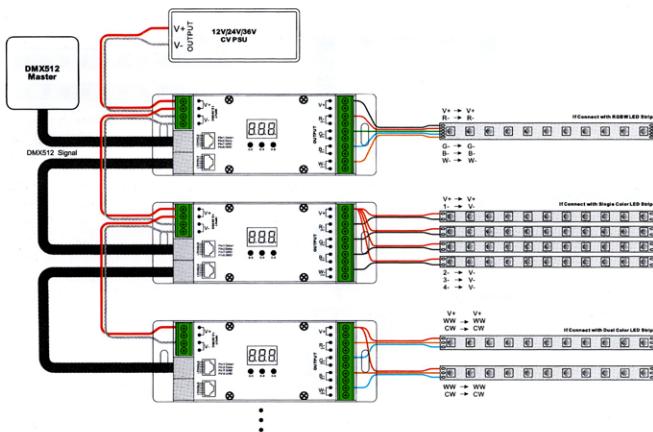 V+
V-
OUTPUT
12V/24V/36V
CV PSU
DMX512
Master
DMX512 Signal
V+
V-
OUTPUT
V+
R-
G-
B-
W-
V+ → V+
R- → R-
If Connect with RGBW LED Strip
G- → G-
B- → B-
W- → W-
V+
V-
OUTPUT
V+
R-
G-
B-
W-
V+ → V+
1- → V-
If Connect with Single Color LED Strip
2- → V-
3- → V-
4- → V-
V+
V-
OUTPUT
V+
R-
G-
B-
W-
V+ V+
WW → WW
CW → CW
If Connect with Dual Color LED Strip
WW → WW
CW → CW